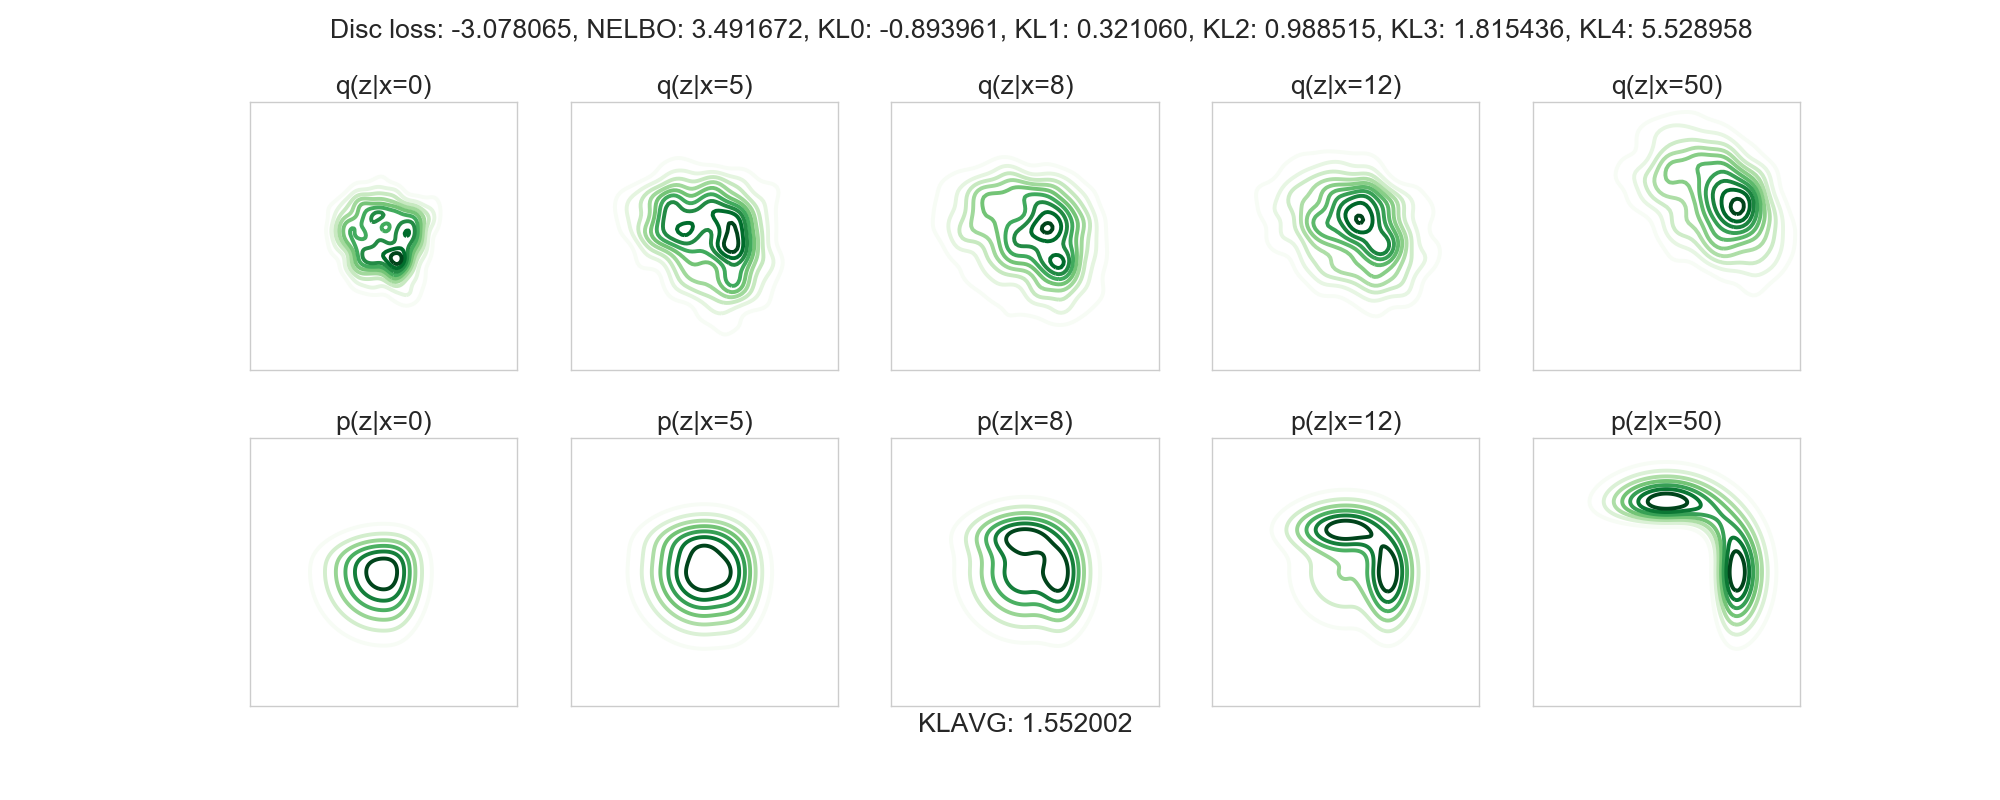 Disc loss: -3.078065, NELBO: 3.491672, KL0: -0.893961, KL1: 0.321060, KL2: 0.988515, KL3: 1.815436, KL4: 5.528958
q(z|x=0) q(z|x=5) q(z|x=8) q(z|x=12) q(z|x=50)
p(z|x=0) p(z|x=5) p(z|x=8) p(z|x=12) p(z|x=50)
KLAVG: 1.552002